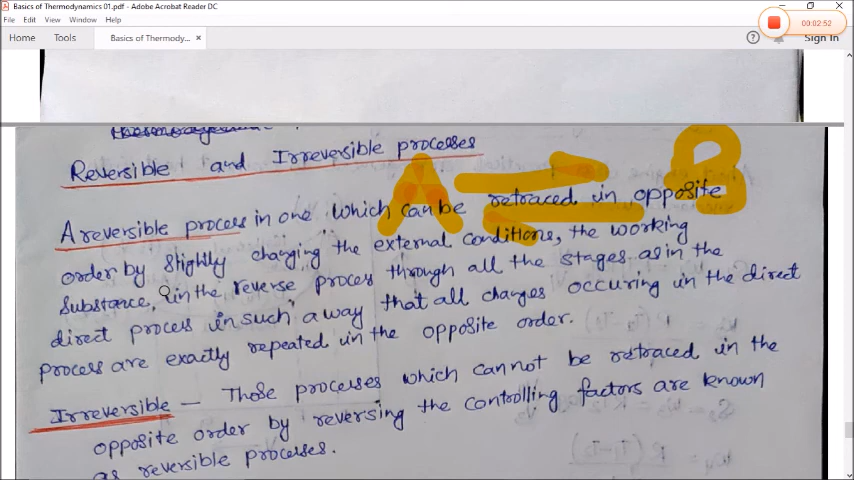 Basics of Thermodynamics 01.pdf - Adobe Acrobat Reader DC
File Edit View Window Help
00:02:52
Home Tools Basics of Thermody... × ? Sign In
Reversible and Irreversible processes
A B
A reversible process in one which can be retraced in opposite
order by slightly changing the external conditions, the working
substance, in the reverse proces through all the stages as in the
direct process in such a way that all changes occuring in the direct
process are exactly repeated in the opposite order.
Irreversible - Those processes which cannot be retraced in the
opposite order by reversing the controlling factors are known
as reversible processes.